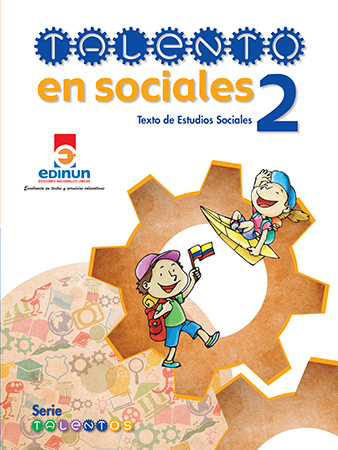 TALENTO
en sociales 2
Texto de Estudios Sociales
edinun
EDICIONES NACIONALES UNIDAS
Excelencia en textos y servicios educativos
Serie
TALENTOS